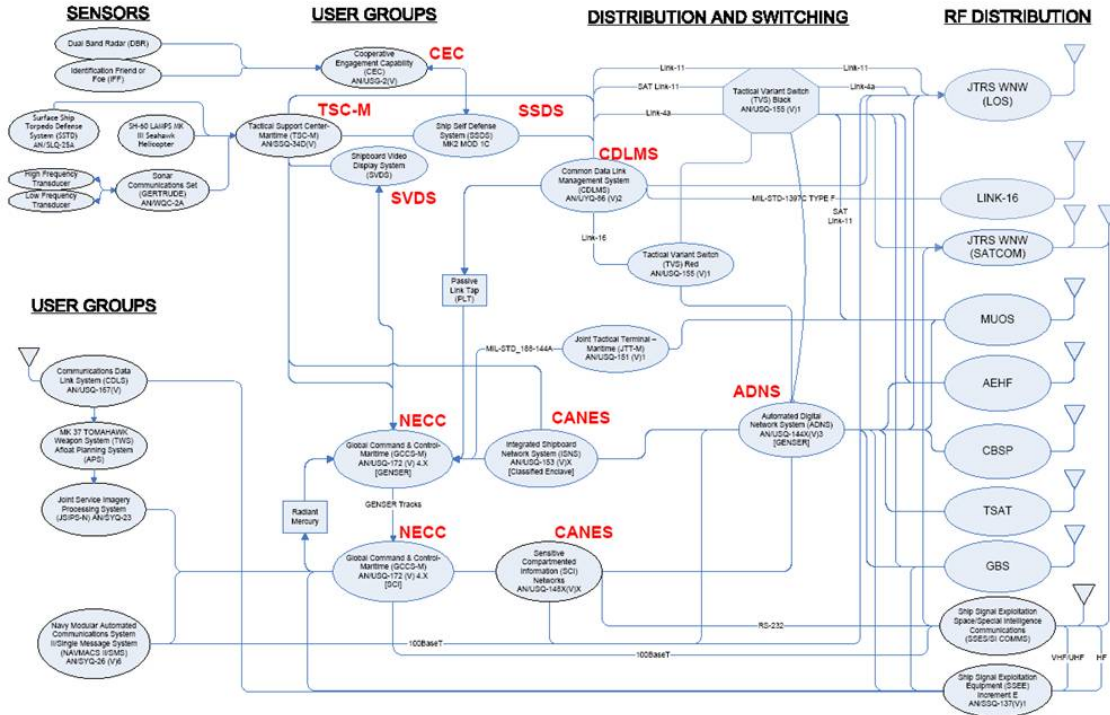 SENSORS
USER GROUPS
DISTRIBUTION AND SWITCHING
RF DISTRIBUTION
Dual Band Radar (DBR)
Identification Friend or
Foe (IFF)
Cooperative
Engagement Capability
(CEC)
AN/USG-2(V)
CEC
Surface Ship
Torpedo Defense
System (SSTD)
AN/SLQ-25A
SH-60 LAMPS MK
III Seahawk
Helicopter
TSC-M
Tactical Support Center-
Maritime (TSC-M)
AN/SSQ-34D(V)
Ship Self Defense
System (SSDS)
MK2 MOD 1C
SSDS
High Frequency
Transducer
Low Frequency
Transducer
Sonar
Communications Set
(GERTRUDE)
AN/WQC-2A
Shipboard Video
Display System
(SVDS)
SVDS
Link-11
SAT Link-11
Link-4a
Tactical Variant Switch
(TVS) Black
AN/USQ-155 (V)1
Link-11
Link-4a
JTRS WNW
(LOS)
CDLMS
Common Data Link
Management System
(CDLMS)
AN/UYQ-86 (V)2
MIL-STD-1397C TYPE F
LINK-16
SAT
Link-11
Link-16
Tactical Variant Switch
(TVS) Red
AN/USQ-155 (V)1
JTRS WNW
(SATCOM)
Passive
Link Tap
(PLT)
USER GROUPS
MIL-STD_188-144A
Joint Tactical Terminal –
Maritime (JTT-M)
AN/USQ-151 (V)1
MUOS
Communications Data
Link System (CDLS)
AN/USQ-167(V)
AEHF
MK 37 TOMAHAWK
Weapon System (TWS)
Afloat Planning System
(APS)
NECC
Global Command & Control-
Maritime (GCCS-M)
AN/USQ-172 (V) 4.X
[GENSER]
CANES
Integrated Shipboard
Network System (ISNS)
AN/USQ-153 (V)X
[Classified Enclave]
ADNS
Automated Digital
Network System (ADNS)
AN/USQ-144X(V)3
[GENSER]
CBSP
Joint Service Imagery
Processing System
(JSIPS-N) AN/SYQ-23
Radiant
Mercury
GENSER Tracks
TSAT
NECC
Global Command & Control-
Maritime (GCCS-M)
AN/USQ-172 (V) 4.X
[SCI]
CANES
Sensitive
Compartmented
Information (SCI)
Networks
AN/USQ-148X(V)X
GBS
Navy Modular Automated
Communications System
II/Single Message System
(NAVMACS II/SMS)
AN/SYQ-26 (V)6
RS-232
100BaseT
100BaseT
Ship Signal Exploitation
Space/Special Intelligence
Communications
(SSES/SI COMMS)
VHF/UHF
HF
Ship Signal Exploitation
Equipment (SSEE)
Increment E
AN/SSQ-137(V)1